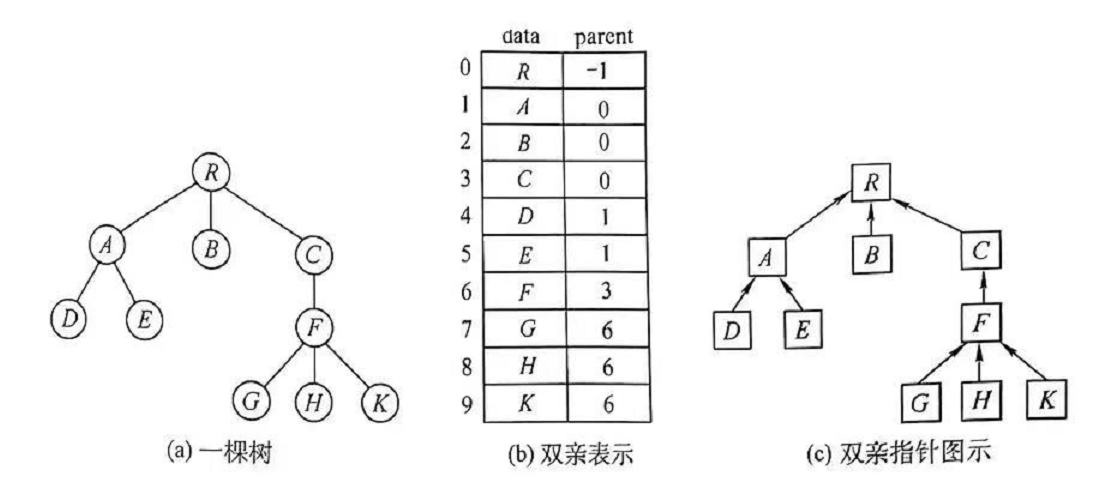 R
A
B
C
D
E
F
G
H
K
(a) 一棵树
data parent
0 R -1
1 A 0
2 B 0
3 C 0
4 D 1
5 E 1
6 F 3
7 G 6
8 H 6
9 K 6
(b) 双亲表示
R
A
B
C
D
E
F
G
H
K
(c) 双亲指针图示